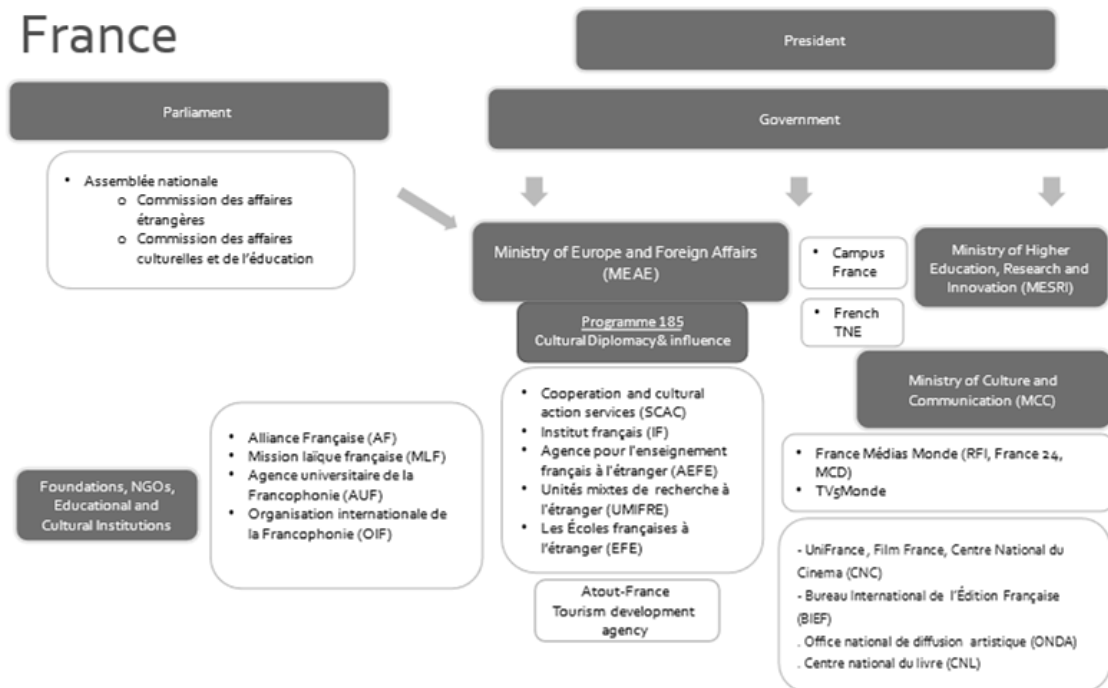 France
President
Parliament
Government
• Assemblée nationale
o Commission des affaires
étrangères
o Commission des affaires
culturelles et de l'éducation
Ministry of Europe and Foreign Affairs
(MEAE)
• Campus
France
• French
TNE
Ministry of Higher
Education, Research and
Innovation (MESRI)
Programme 185
Cultural Diplomacy & influence
Ministry of Culture and
Communication (MCC)
Foundations, NGOs,
Educational and
Cultural Institutions
• Alliance Française (AF)
• Mission laïque française (MLF)
• Agence universitaire de la
Francophonie (AUF)
• Organisation internationale de
la Francophonie (OIF)
• Cooperation and cultural
action services (SCAC)
• Institut français (IF)
• Agence pour l'enseignement
français à l'étranger (AEFE)
• Unités mixtes de recherche à
l'étranger (UMIFRE)
• Les Écoles françaises à
l'étranger (EFE)
Atout-France
Tourism development
agency
• France Médias Monde (RFI, France 24,
MCD)
• TV5Monde
- UniFrance, Film France, Centre National du
Cinema (CNC)
- Bureau International de l'Édition Française
(BIEF)
. Office national de diffusion artistique (ONDA)
. Centre national du livre (CNL)